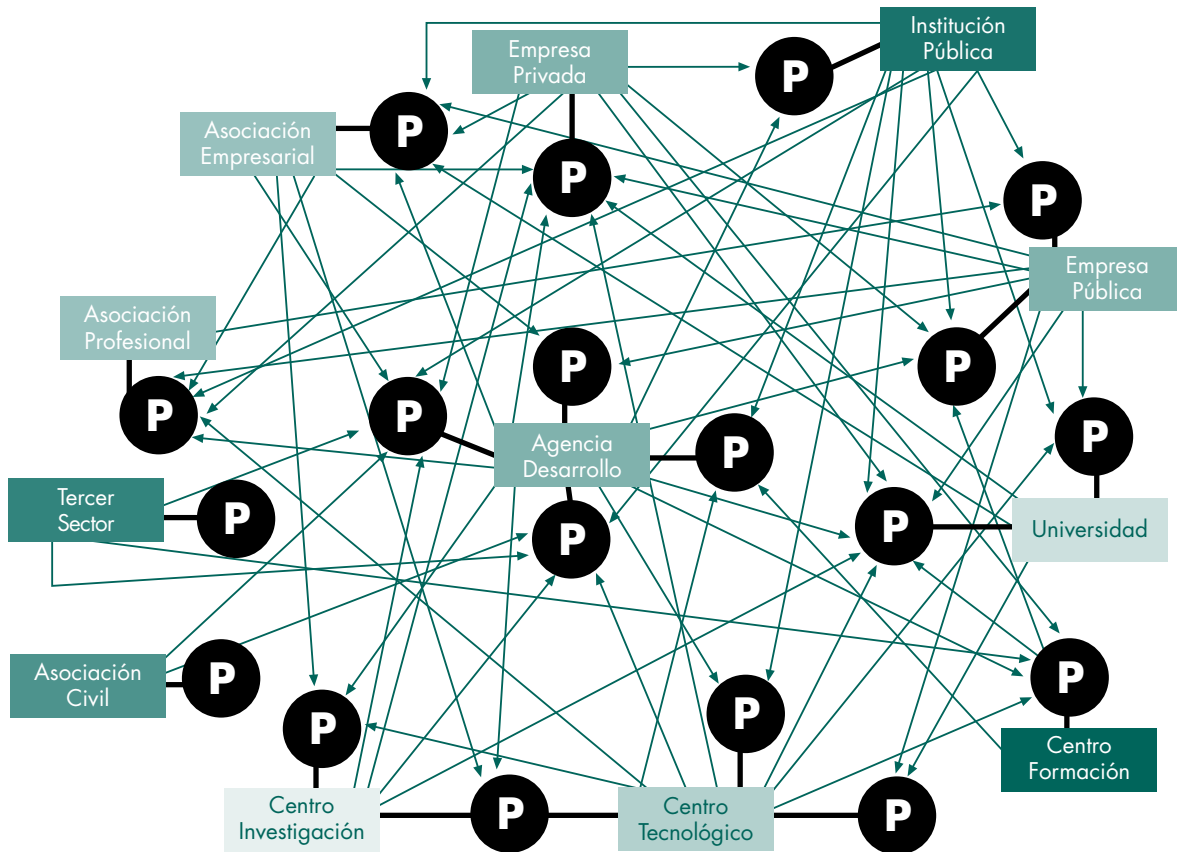 Institución
Pública
Empresa
Privada
P
P
Asociación
Empresarial
P
P
Empresa
Pública
Asociación
Profesional
P
P
P
P
P
Agencia
Desarrollo
P
P
Tercer
Sector
P
P
P
Universidad
Asociación
Civil
P
P
P
P
Centro
Formación
Centro
Investigación
P
Centro
Tecnológico
P